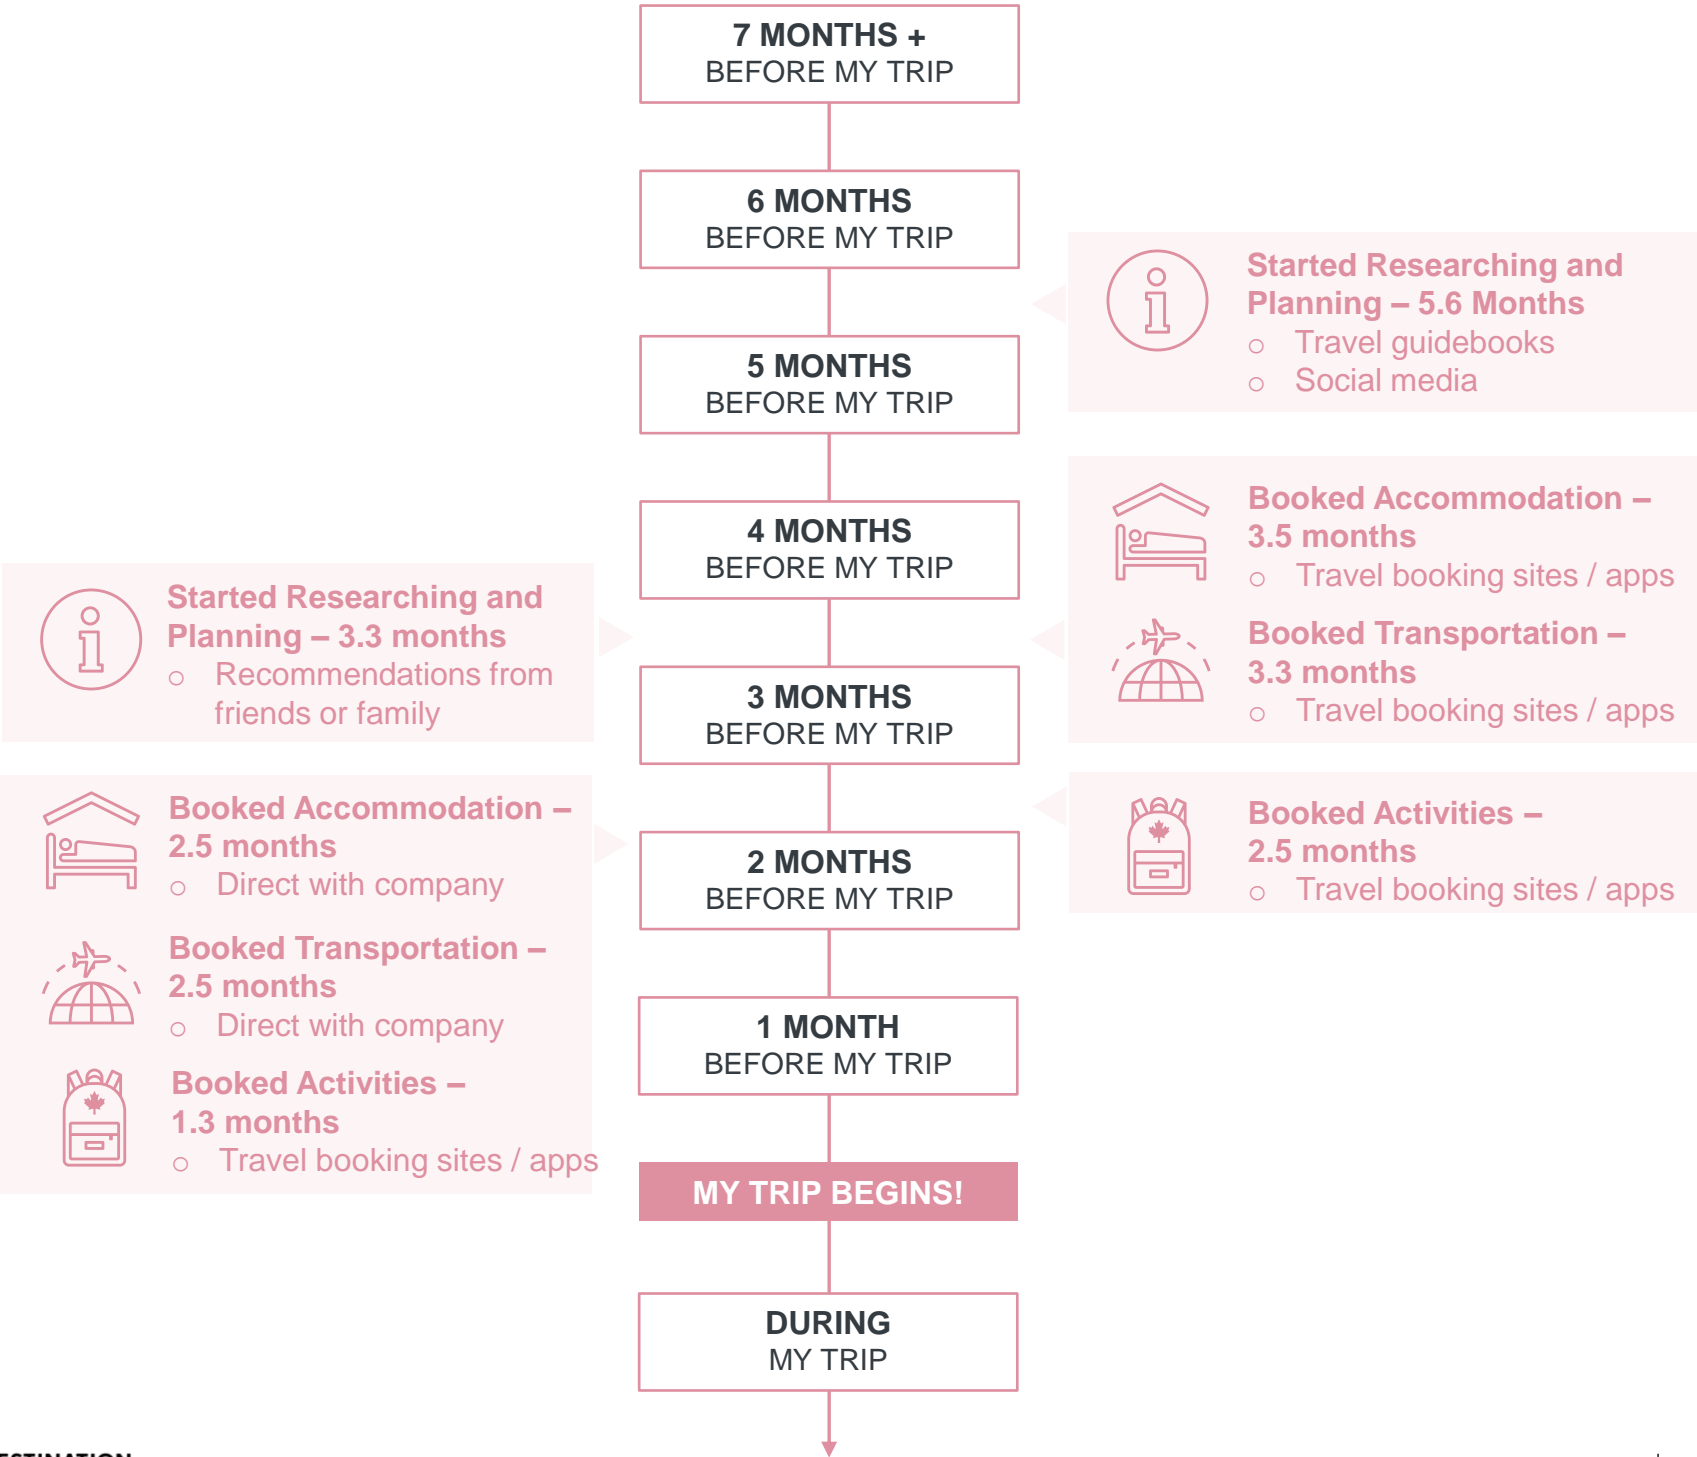 7 MONTHS +
BEFORE MY TRIP
6 MONTHS
BEFORE MY TRIP
Started Researching and
Planning – 5.6 Months
o Travel guidebooks
o Social media
5 MONTHS
BEFORE MY TRIP
4 MONTHS
BEFORE MY TRIP
Booked Accommodation –
3.5 months
o Travel booking sites / apps
Booked Transportation –
3.3 months
o Travel booking sites / apps
Started Researching and
Planning – 3.3 months
o Recommendations from
friends or family
3 MONTHS
BEFORE MY TRIP
Booked Activities –
2.5 months
o Travel booking sites / apps
Booked Accommodation –
2.5 months
o Direct with company
Booked Transportation –
2.5 months
o Direct with company
Booked Activities –
1.3 months
o Travel booking sites / apps
2 MONTHS
BEFORE MY TRIP
1 MONTH
BEFORE MY TRIP
MY TRIP BEGINS!
DURING
MY TRIP